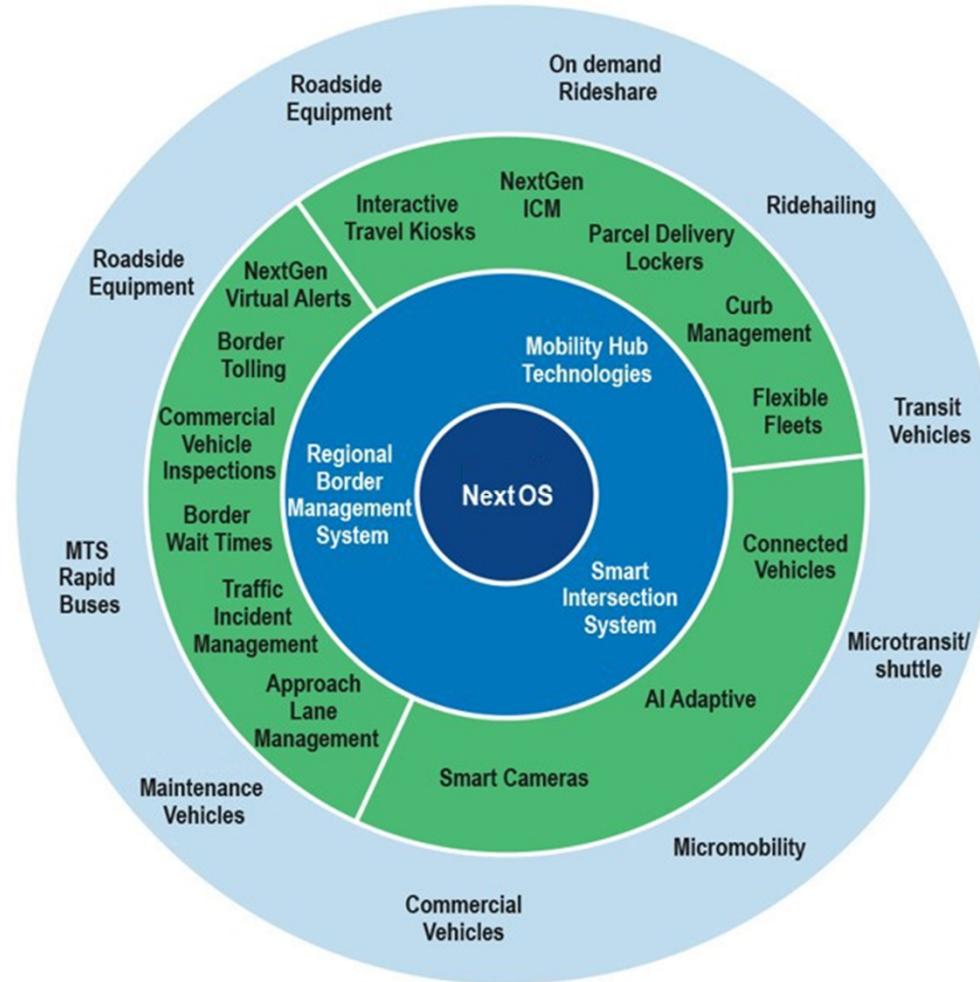 On demand
Rideshare
Roadside
Equipment
Ridehailing
Roadside
Equipment
Transit
Vehicles
MTS
Rapid
Buses
Microtransit/
shuttle
Maintenance
Vehicles
Micromobility
Commercial
Vehicles
Interactive
Travel Kiosks
NextGen
ICM
Parcel Delivery
Lockers
Curb
Management
Flexible
Fleets
NextGen
Virtual Alerts
Border
Tolling
Commercial
Vehicle
Inspections
Border
Wait Times
Traffic
Incident
Management
Approach
Lane
Management
Connected
Vehicles
AI Adaptive
Smart Cameras
Mobility Hub
Technologies
Regional
Border
Management
System
Smart
Intersection
System
Next OS